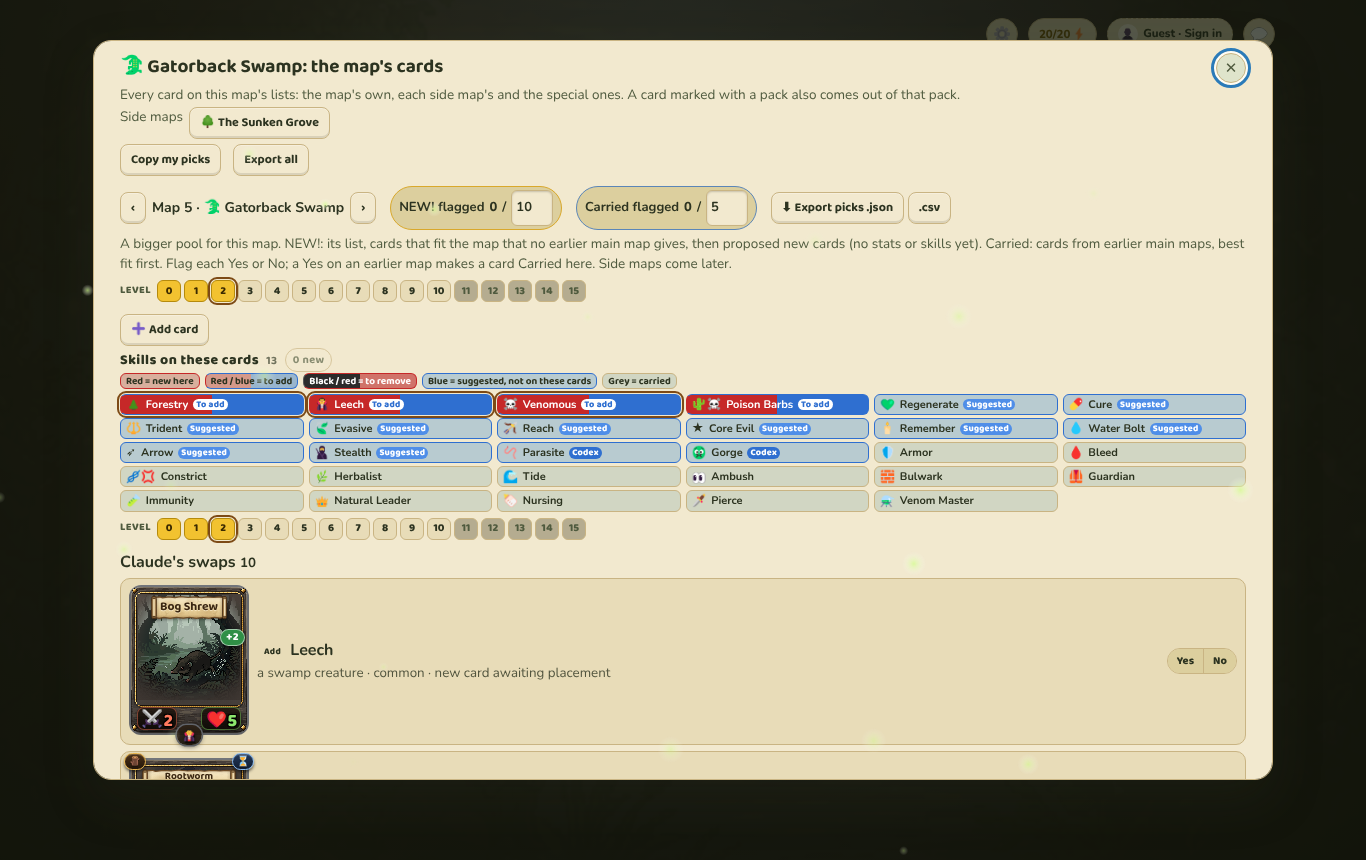 20/20
Guest · Sign in
Gatorback Swamp: the map's cards
Every card on this map's lists: the map's own, each side map's and the special ones. A card marked with a pack also comes out of that pack.
Side maps The Sunken Grove
Copy my picks Export all
‹ Map 5 · Gatorback Swamp › NEW! flagged 0 / 10 Carried flagged 0 / 5 Export picks .json .csv
A bigger pool for this map. NEW!: its list, cards that fit the map that no earlier main map gives, then proposed new cards (no stats or skills yet). Carried: cards from earlier main maps, best
fit first. Flag each Yes or No; a Yes on an earlier map makes a card Carried here. Side maps come later.
LEVEL 0 1 2 3 4 5 6 7 8 9 10 11 12 13 14 15
Add card
Skills on these cards 13 0 new
Red = new here Red / blue = to add Black / red = to remove Blue = suggested, not on these cards Grey = carried
Forestry To add Leech To add Venomous To add Poison Barbs To add Regenerate Suggested Cure Suggested
Trident Suggested Evasive Suggested Reach Suggested Core Evil Suggested Remember Suggested Water Bolt Suggested
Arrow Suggested Stealth Suggested Parasite Codex Gorge Codex Armor Bleed
Constrict Herbalist Tide Ambush Bulwark Guardian
Immunity Natural Leader Nursing Pierce Venom Master
LEVEL 0 1 2 3 4 5 6 7 8 9 10 11 12 13 14 15
Claude's swaps 10
Bog Shrew
+2
2 5
Add Leech
a swamp creature · common · new card awaiting placement
Yes No
Rootworm